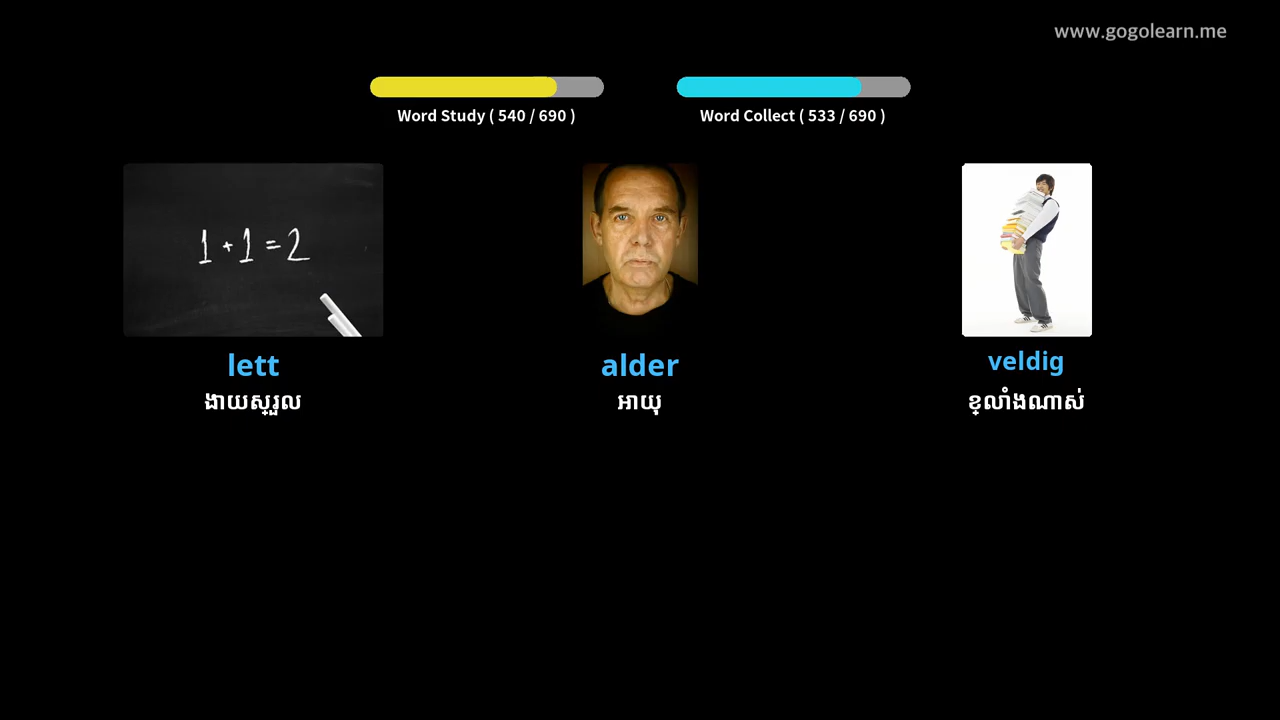 www.gogolearn.me
Word Study ( 540 / 690 )
Word Collect ( 533 / 690 )
1 + 1 = 2
lett
alder
veldig
ងាយស្រួល
អាយុ
ខ្លាំងណាស់